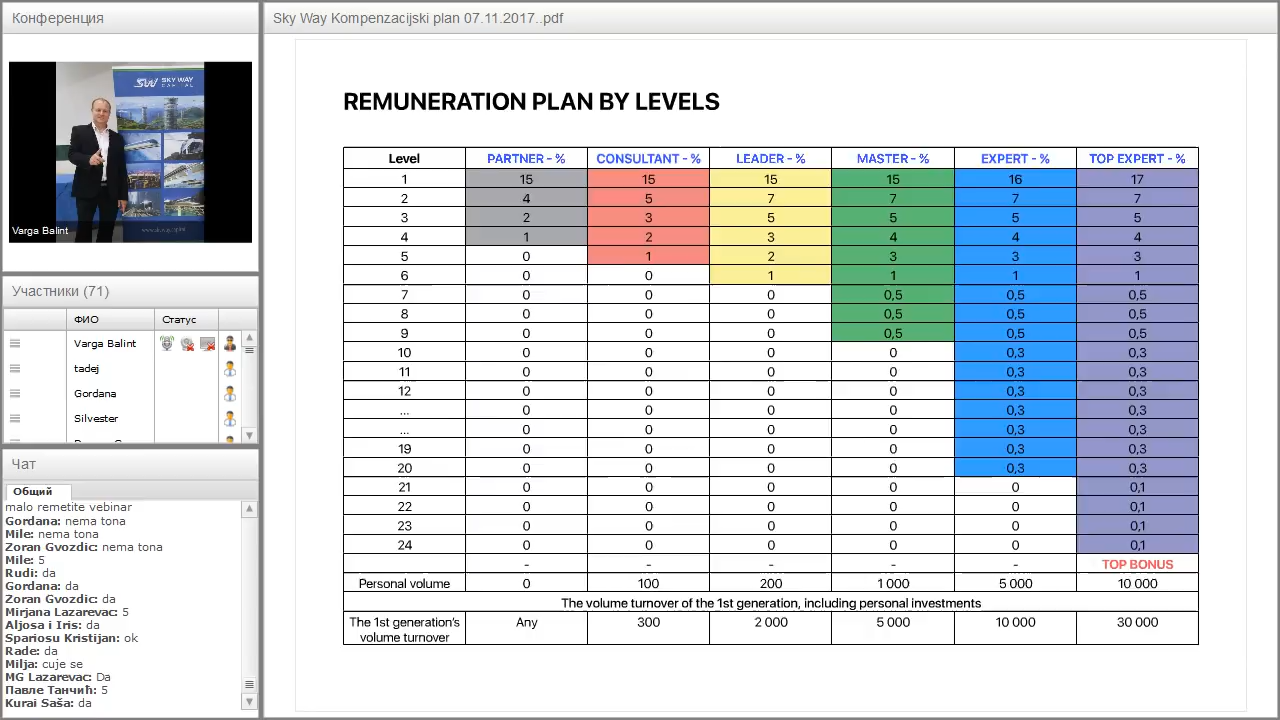 Конференция
SKY WAY
CAPITAL
Varga Balint
Участники (71)
ФИО Статус
Varga Balint
tadej
Gordana
Silvester
Чат
Общий
malo remetite vebinar
Gordana: nema tona
Mile: nema tona
Zoran Gvozdic: nema tona
Mile: 5
Rudi: da
Gordana: da
Zoran Gvozdic: da
Mirjana Lazarevac: 5
Aljosa i Iris: da
Spariosu Kristijan: ok
Rade: da
Milja: cuje se
MG Lazarevac: Da
Павле Танчић: 5
Kurai Saša: da
Sky Way Kompenzacijski plan 07.11.2017..pdf
REMUNERATION PLAN BY LEVELS
Level PARTNER - % CONSULTANT - % LEADER - % MASTER - % EXPERT - % TOP EXPERT - %
1 15 15 15 15 16 17
2 4 5 7 7 7 7
3 2 3 5 5 5 5
4 1 2 3 4 4 4
5 0 1 2 3 3 3
6 0 0 1 1 1 1
7 0 0 0 0,5 0,5 0,5
8 0 0 0 0,5 0,5 0,5
9 0 0 0 0,5 0,5 0,5
10 0 0 0 0 0,3 0,3
11 0 0 0 0 0,3 0,3
12 0 0 0 0 0,3 0,3
... 0 0 0 0 0,3 0,3
... 0 0 0 0 0,3 0,3
19 0 0 0 0 0,3 0,3
20 0 0 0 0 0,3 0,3
21 0 0 0 0 0 0,1
22 0 0 0 0 0 0,1
23 0 0 0 0 0 0,1
24 0 0 0 0 0 0,1
- - - - - TOP BONUS
Personal volume 0 100 200 1 000 5 000 10 000
The volume turnover of the 1st generation, including personal investments
The 1st generation's Any 300 2 000 5 000 10 000 30 000
volume turnover